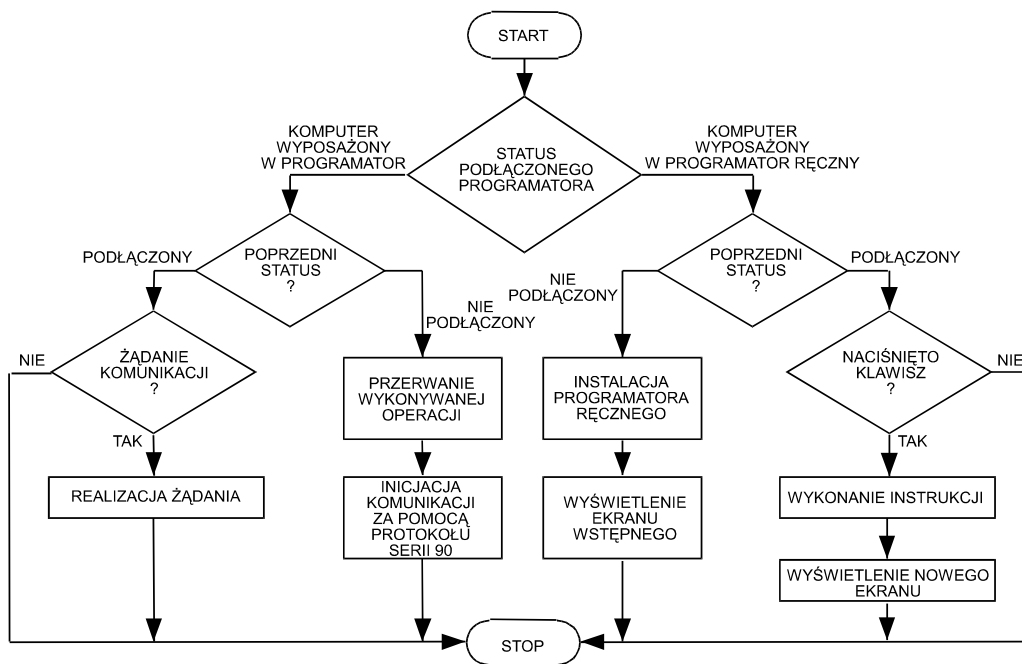 START
KOMPUTER
WYPOSAŻONY
W PROGRAMATOR
STATUS
PODŁĄCZONEGO
PROGRAMATORA
KOMPUTER
WYPOSAŻONY
W PROGRAMATOR RĘCZNY
PODŁĄCZONY
POPRZEDNI
STATUS
?
NIE
PODŁĄCZONY
NIE
PODŁĄCZONY
POPRZEDNI
STATUS
?
PODŁĄCZONY
NIE
ŻĄDANIE
KOMUNIKACJI
?
TAK
PRZERWANIE
WYKONYWANEJ
OPERACJI
INSTALACJA
PROGRAMATORA
RĘCZNEGO
NACIŚNIĘTO
KLAWISZ
?
NIE
TAK
REALIZACJA ŻĄDANIA
INICJACJA
KOMUNIKACJI
ZA POMOCĄ
PROTOKOŁU
SERII 90
WYŚWIETLENIE
EKRANU
WSTĘPNEGO
WYKONANIE INSTRUKCJI
WYŚWIETLENIE NOWEGO
EKRANU
STOP